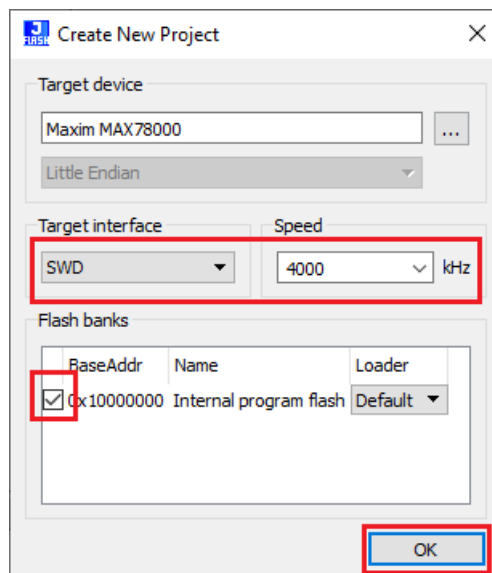 J
FLASH
Create New Project
Target device
Maxim MAX78000
...
Little Endian
Target interface
Speed
SWD
4000
kHz
Flash banks
BaseAddr Name Loader
0x10000000 Internal program flash Default
OK